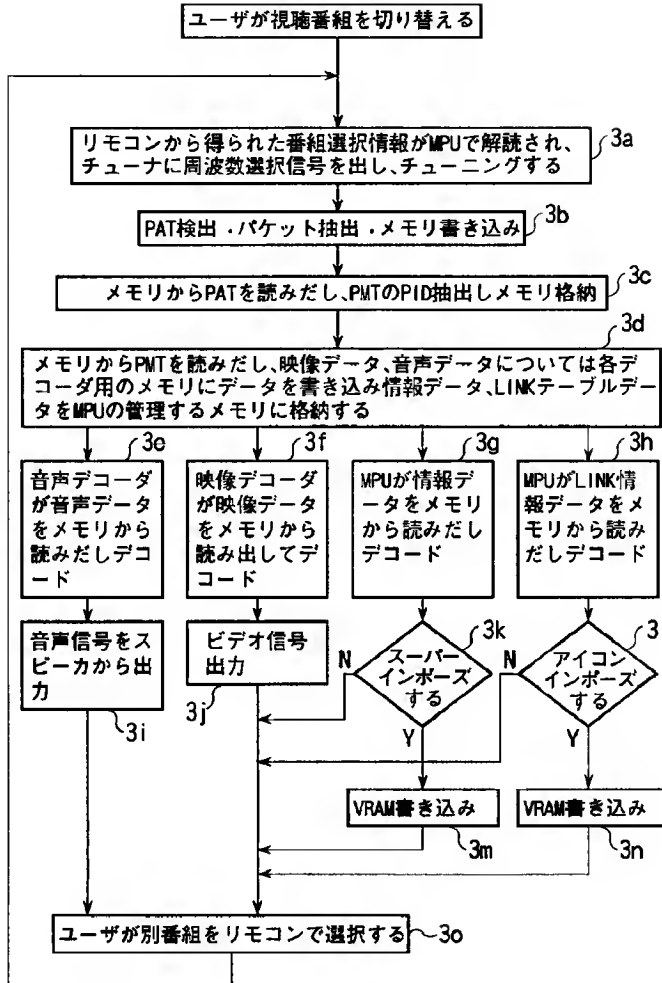 ユーザが視聴番組を切り替える
リモコンから得られた番組選択情報がMPUで解読され、
チューナに周波数選択信号を出し、チューニングする
3a
PAT検出・パケット抽出・メモリ書き込み
3b
メモリからPATを読みだし、PMTのPID抽出しメモリ格納
3c
3d
メモリからPMTを読みだし、映像データ、音声データについては各デ
コーダ用のメモリにデータを書き込み情報データ、LINKテーブルデー
タをMPUの管理するメモリに格納する
3e
音声デコーダ
が音声データ
をメモリから
読みだしデコ
ード
3f
映像デコーダ
が映像データ
をメモリから
読み出してデ
コード
3g
MPUが情報デ
ータをメモリ
から読みだし
デコード
3h
MPUがLINK情
報データをメ
モリから読み
だしデコード
音声信号をス
ピーカから出
力
3i
ビデオ信号
出力
3j
スーパー
インポーズ
する
3k
N
Y
アイコン
インポーズ
する
3
N
Y
VRAM書き込み
3m
VRAM書き込み
3n
ユーザが別番組をリモコンで選択する
3o